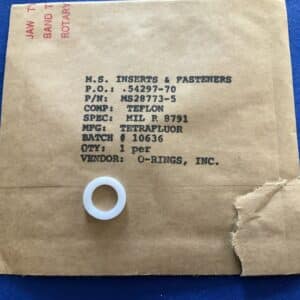 JAW T
BAND T
ROTARY
M.S. INSERTS & FASTENERS
P.O.: .54297-70
P/N: MS28773-5
COMP: TEFLON
SPEC: MIL R 8791
MFG: TETRAFLUOR
BATCH # 10636
QTY: 1 per
VENDOR: O-RINGS, INC.